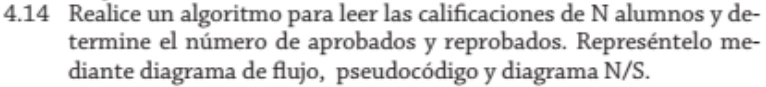 4.14 Realice un algoritmo para leer las calificaciones de N alumnos y de-
termine el número de aprobados y reprobados. Represéntelo me-
diante diagrama de flujo, pseudocódigo y diagrama N/S.